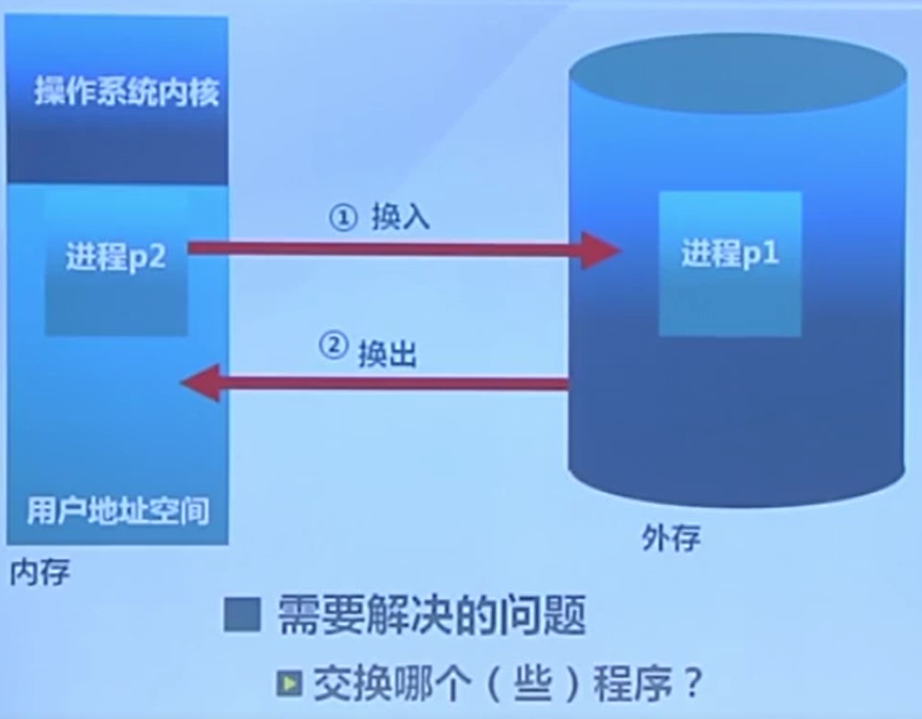 操作系统内核
① 换入
进程p2
进程p1
② 换出
用户地址空间
外存
内存
需要解决的问题
交换哪个（些）程序？